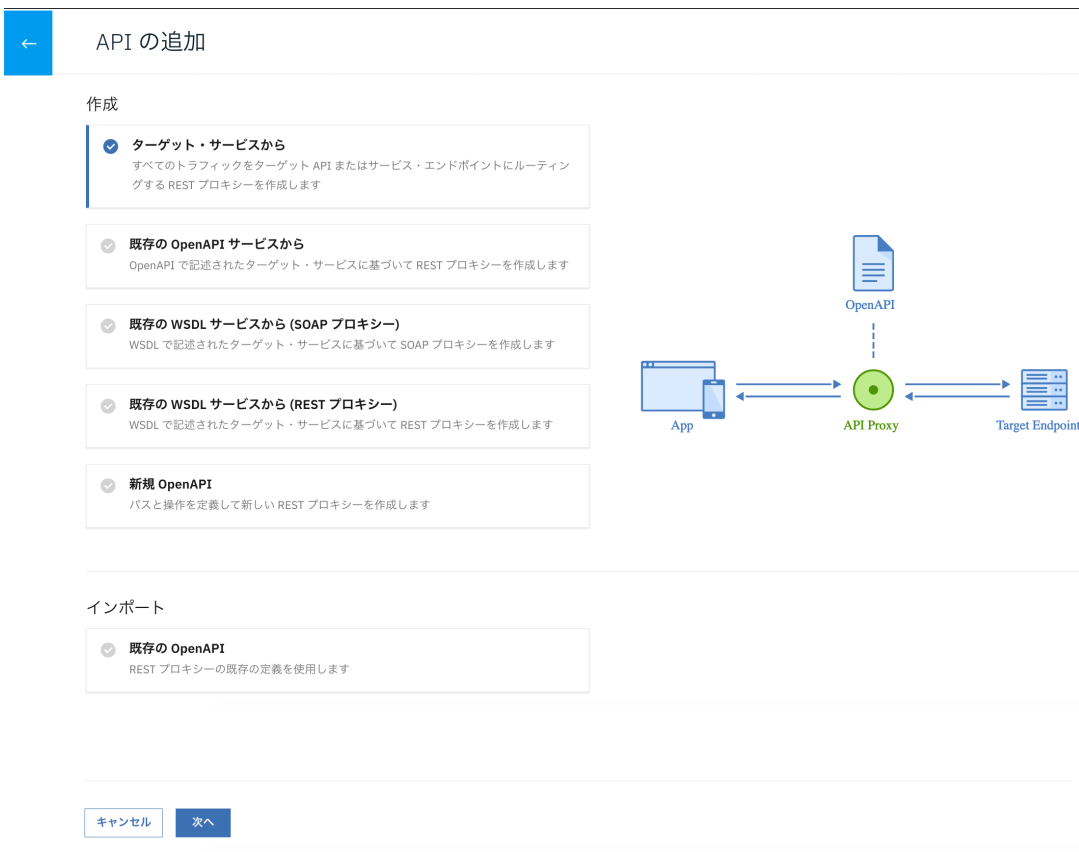 API の追加
作成
ターゲット・サービスから
すべてのトラフィックをターゲット API またはサービス・エンドポイントにルーティン
グする REST プロキシーを作成します
既存の OpenAPI サービスから
OpenAPI で記述されたターゲット・サービスに基づいて REST プロキシーを作成します
既存の WSDL サービスから (SOAP プロキシー)
WSDL で記述されたターゲット・サービスに基づいて SOAP プロキシーを作成します
既存の WSDL サービスから (REST プロキシー)
WSDL で記述されたターゲット・サービスに基づいて REST プロキシーを作成します
新規 OpenAPI
パスと操作を定義して新しい REST プロキシーを作成します
OpenAPI
App
API Proxy
Target Endpoint
インポート
既存の OpenAPI
REST プロキシーの既存の定義を使用します
キャンセル
次へ